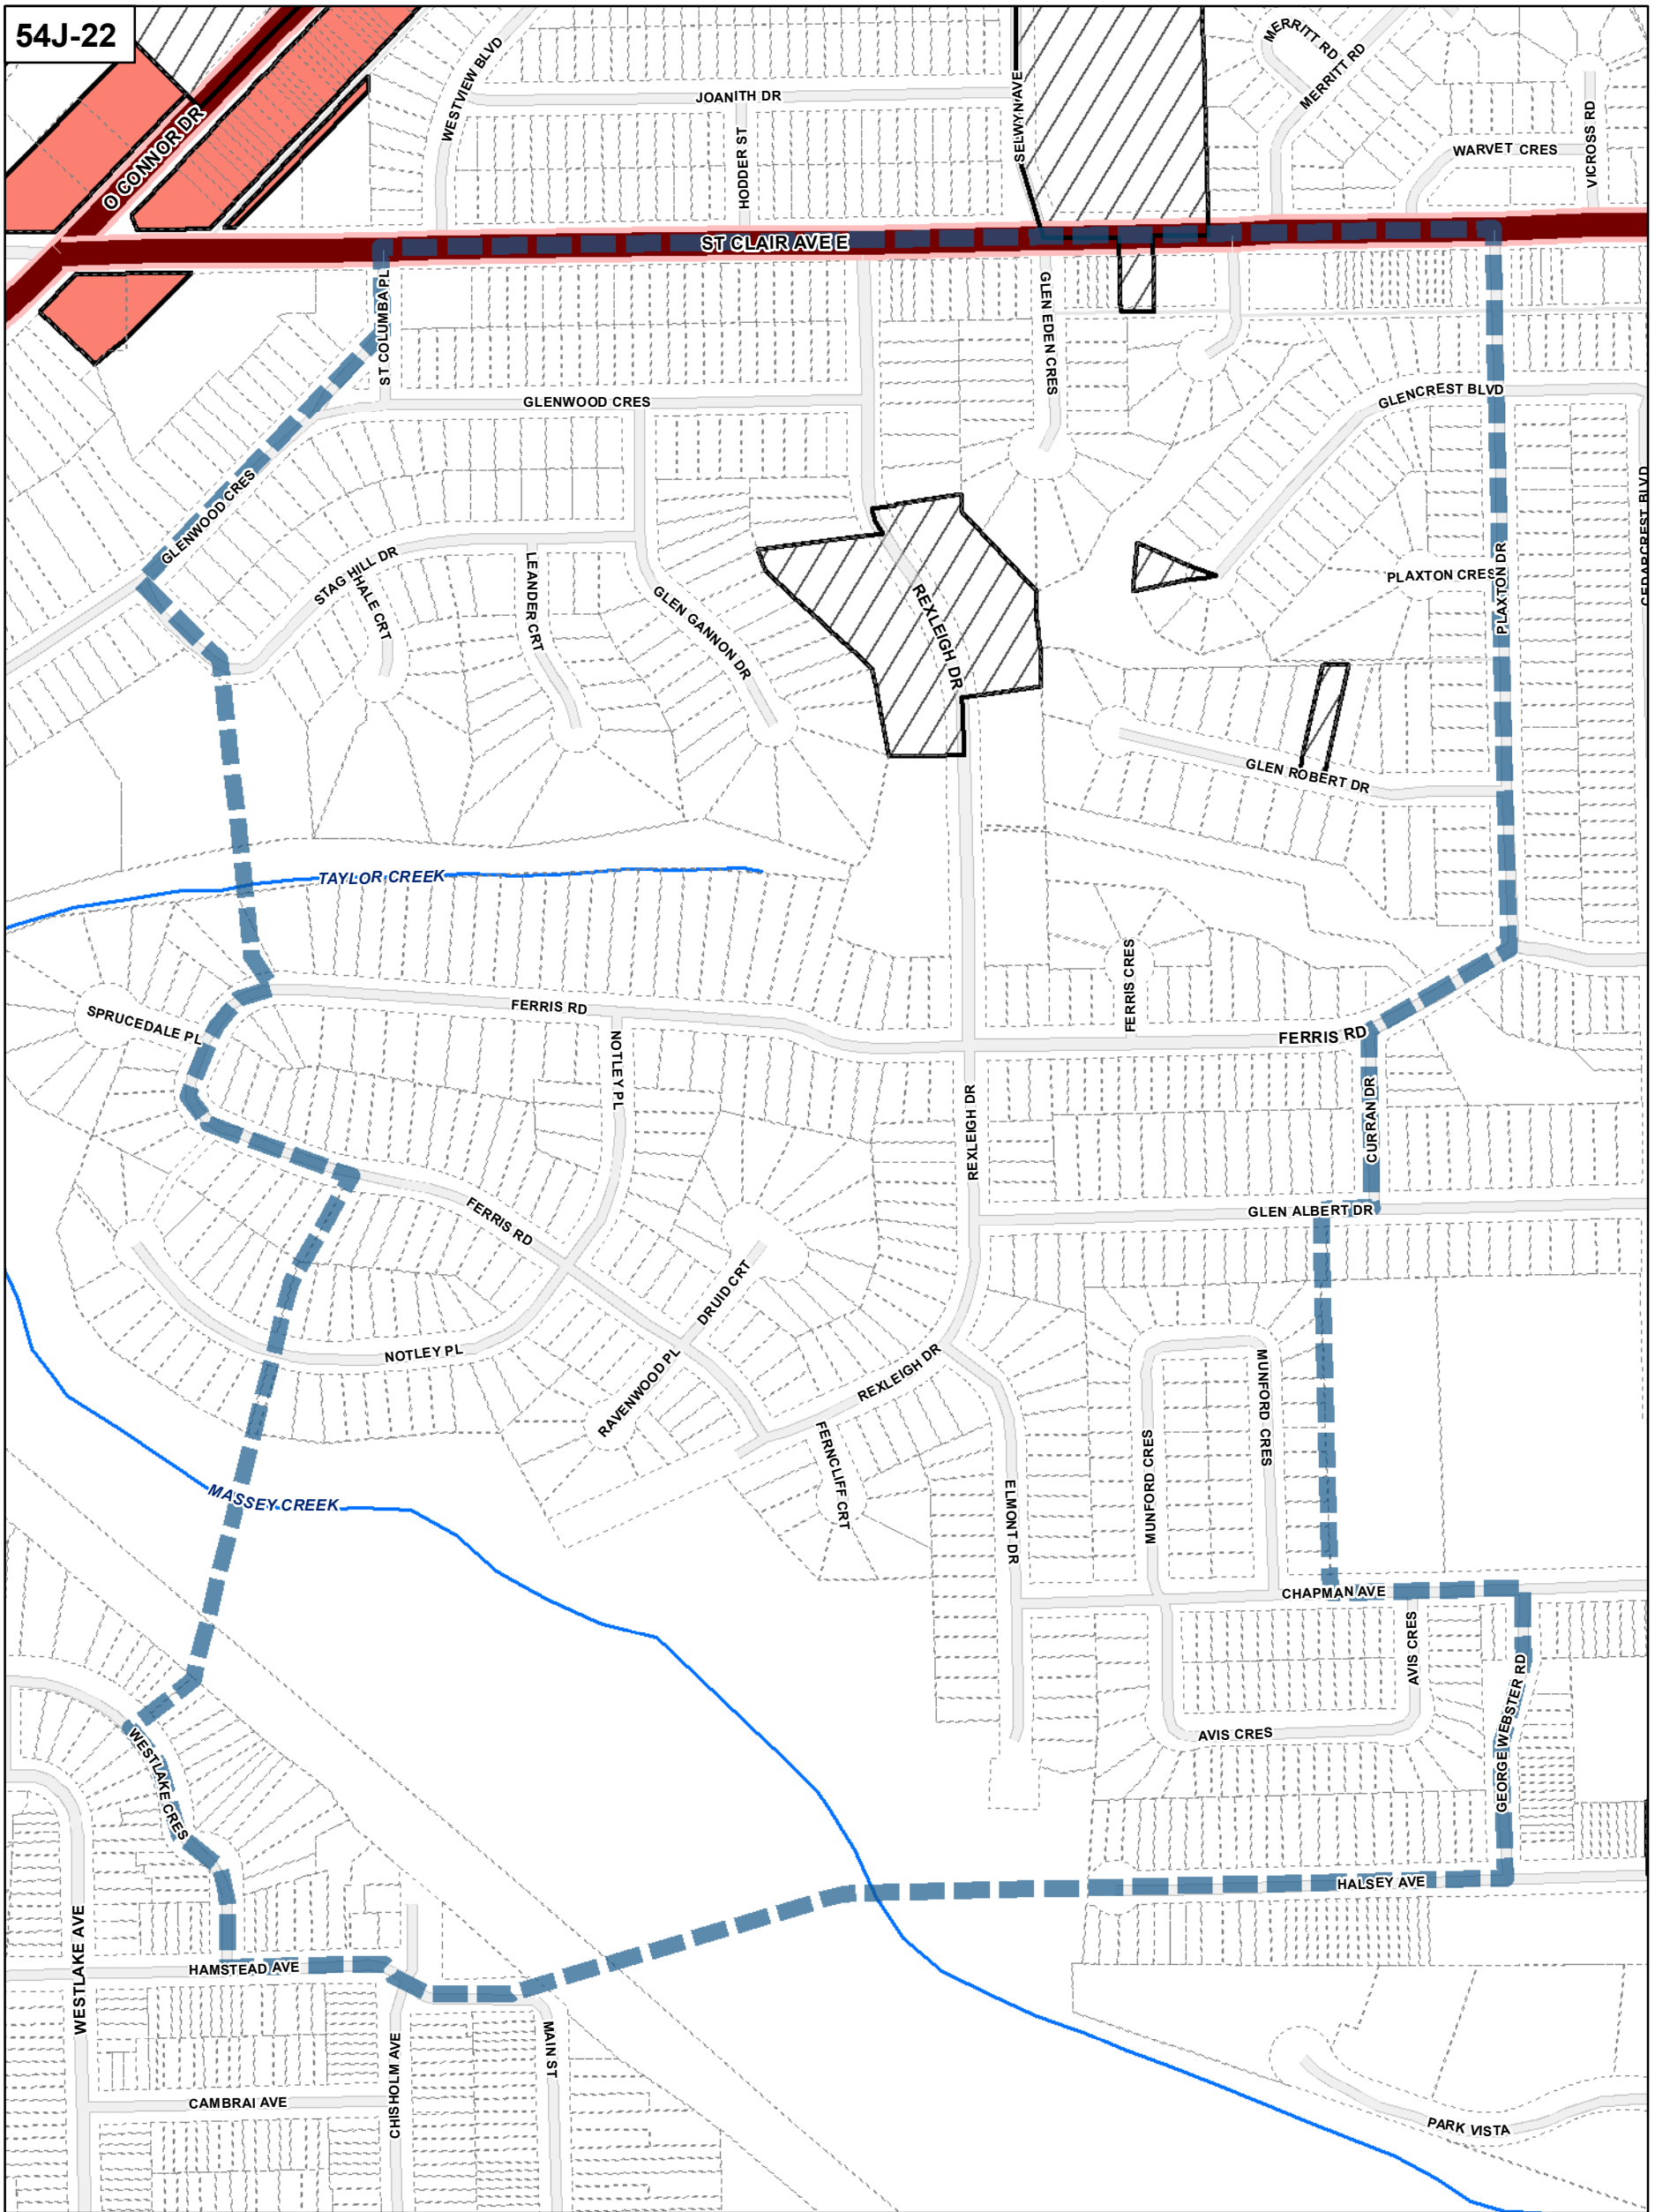 54J-22
WESTVIEW BLVD
JOANITH DR
HODDER ST
SELWYN AVE
MERRITT RD
MERRITT RD
WARVET CRES
VICROSS RD
O CONNOR DR
ST CLAIR AVE E
ST COLUMBA PL
GLEN EDEN CRES
GLENWOOD CRES
GLENCREST BLVD
CEDARCREST BLVD
GLENWOOD CRES
STAG HILL DR
HALE CRT
LEANDER CRT
GLEN GANNON DR
REXLEIGH DR
PLAXTON CRES
PLAXTON DR
GLEN ROBERT DR
TAYLOR CREEK
FERRIS CRES
SPRUCEDALE PL
FERRIS RD
NOTLEY PL
FERRIS RD
REXLEIGH DR
CURRAN DR
GLEN ALBERT DR
FERRIS RD
DRUID CRT
NOTLEY PL
RAVENWOOD PL
REXLEIGH DR
FERNCLIFF CRT
MUNFORD CRES
MUNFORD CRES
MASSEY CREEK
ELMONT DR
CHAPMAN AVE
AVIS CRES
AVIS CRES
GEORGE WEBSTER RD
WESTLAKE CRES
HALSEY AVE
WESTLAKE AVE
HAMSTEAD AVE
CHISHOLM AVE
MAIN ST
CAMBRAI AVE
PARK VISTA